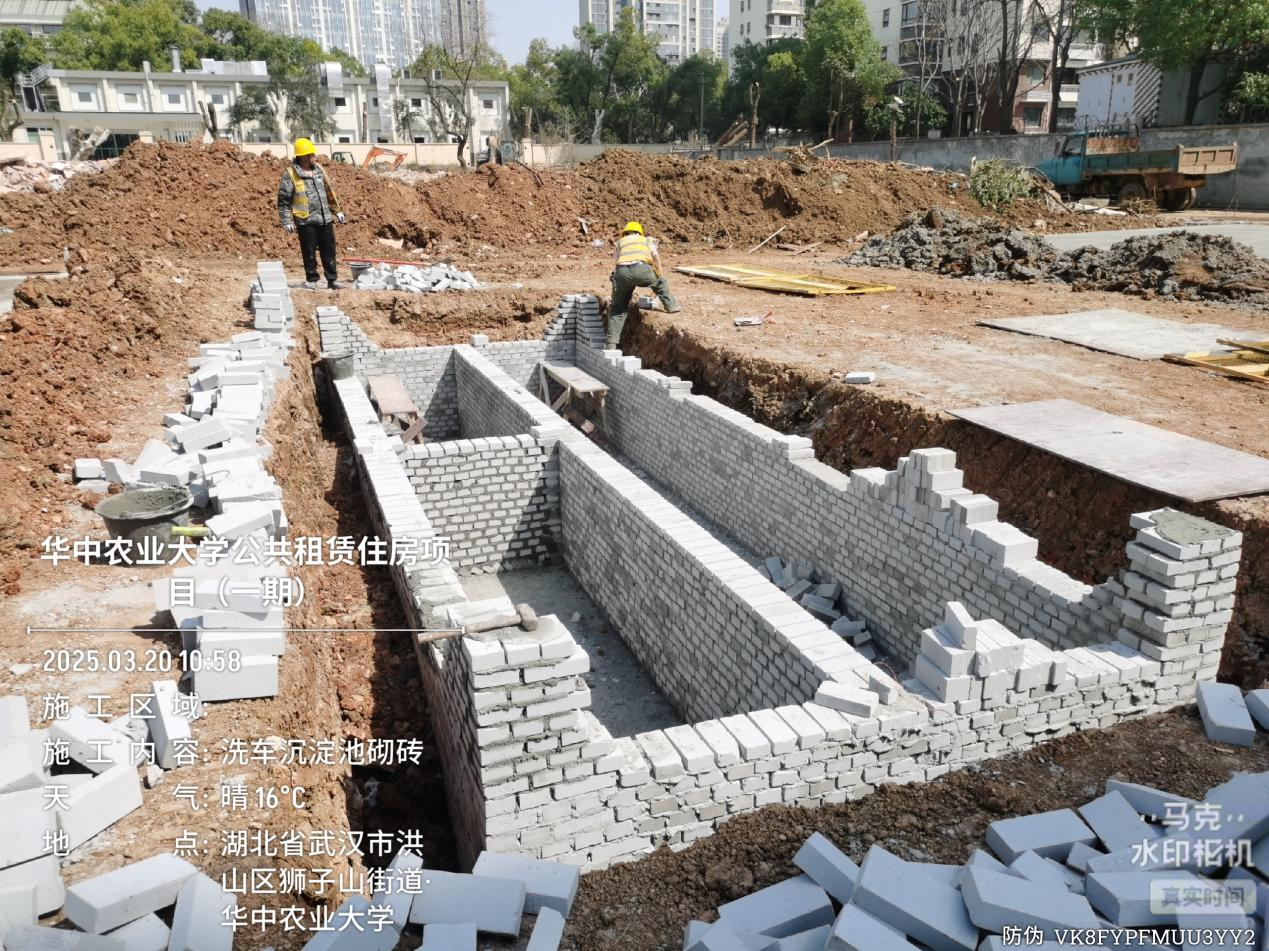 华中农业大学公共租赁住房项
目（一期）
2025.03.20 10:58
施工区域:
施工内容: 洗车沉淀池砌砖
天气: 晴 16℃
地点: 湖北省武汉市洪
山区狮子山街道·
华中农业大学
马克
水印相机
真实时间
防伪 VK8FYPFMUU3YY2